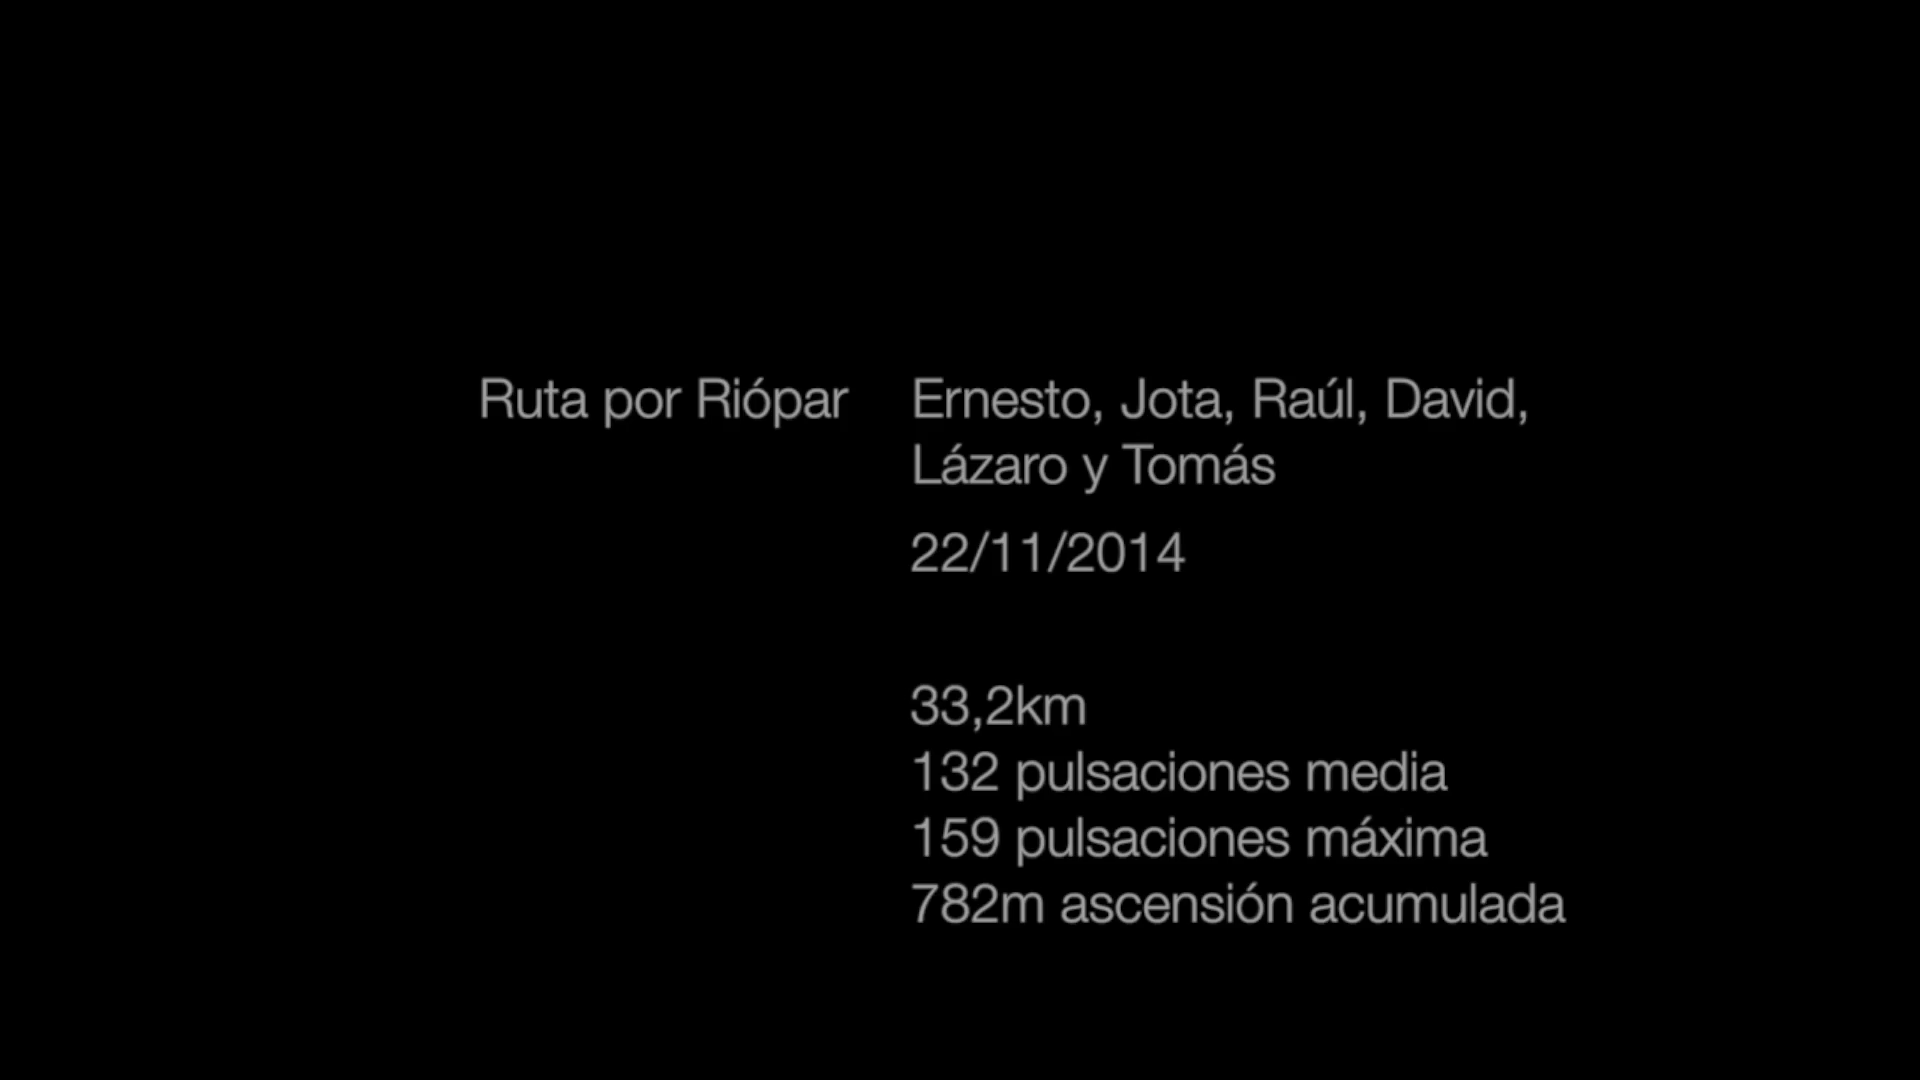 Ruta por Riópar
Ernesto, Jota, Raúl, David,
Lázaro y Tomás
22/11/2014
33,2km
132 pulsaciones media
159 pulsaciones máxima
782m ascensión acumulada